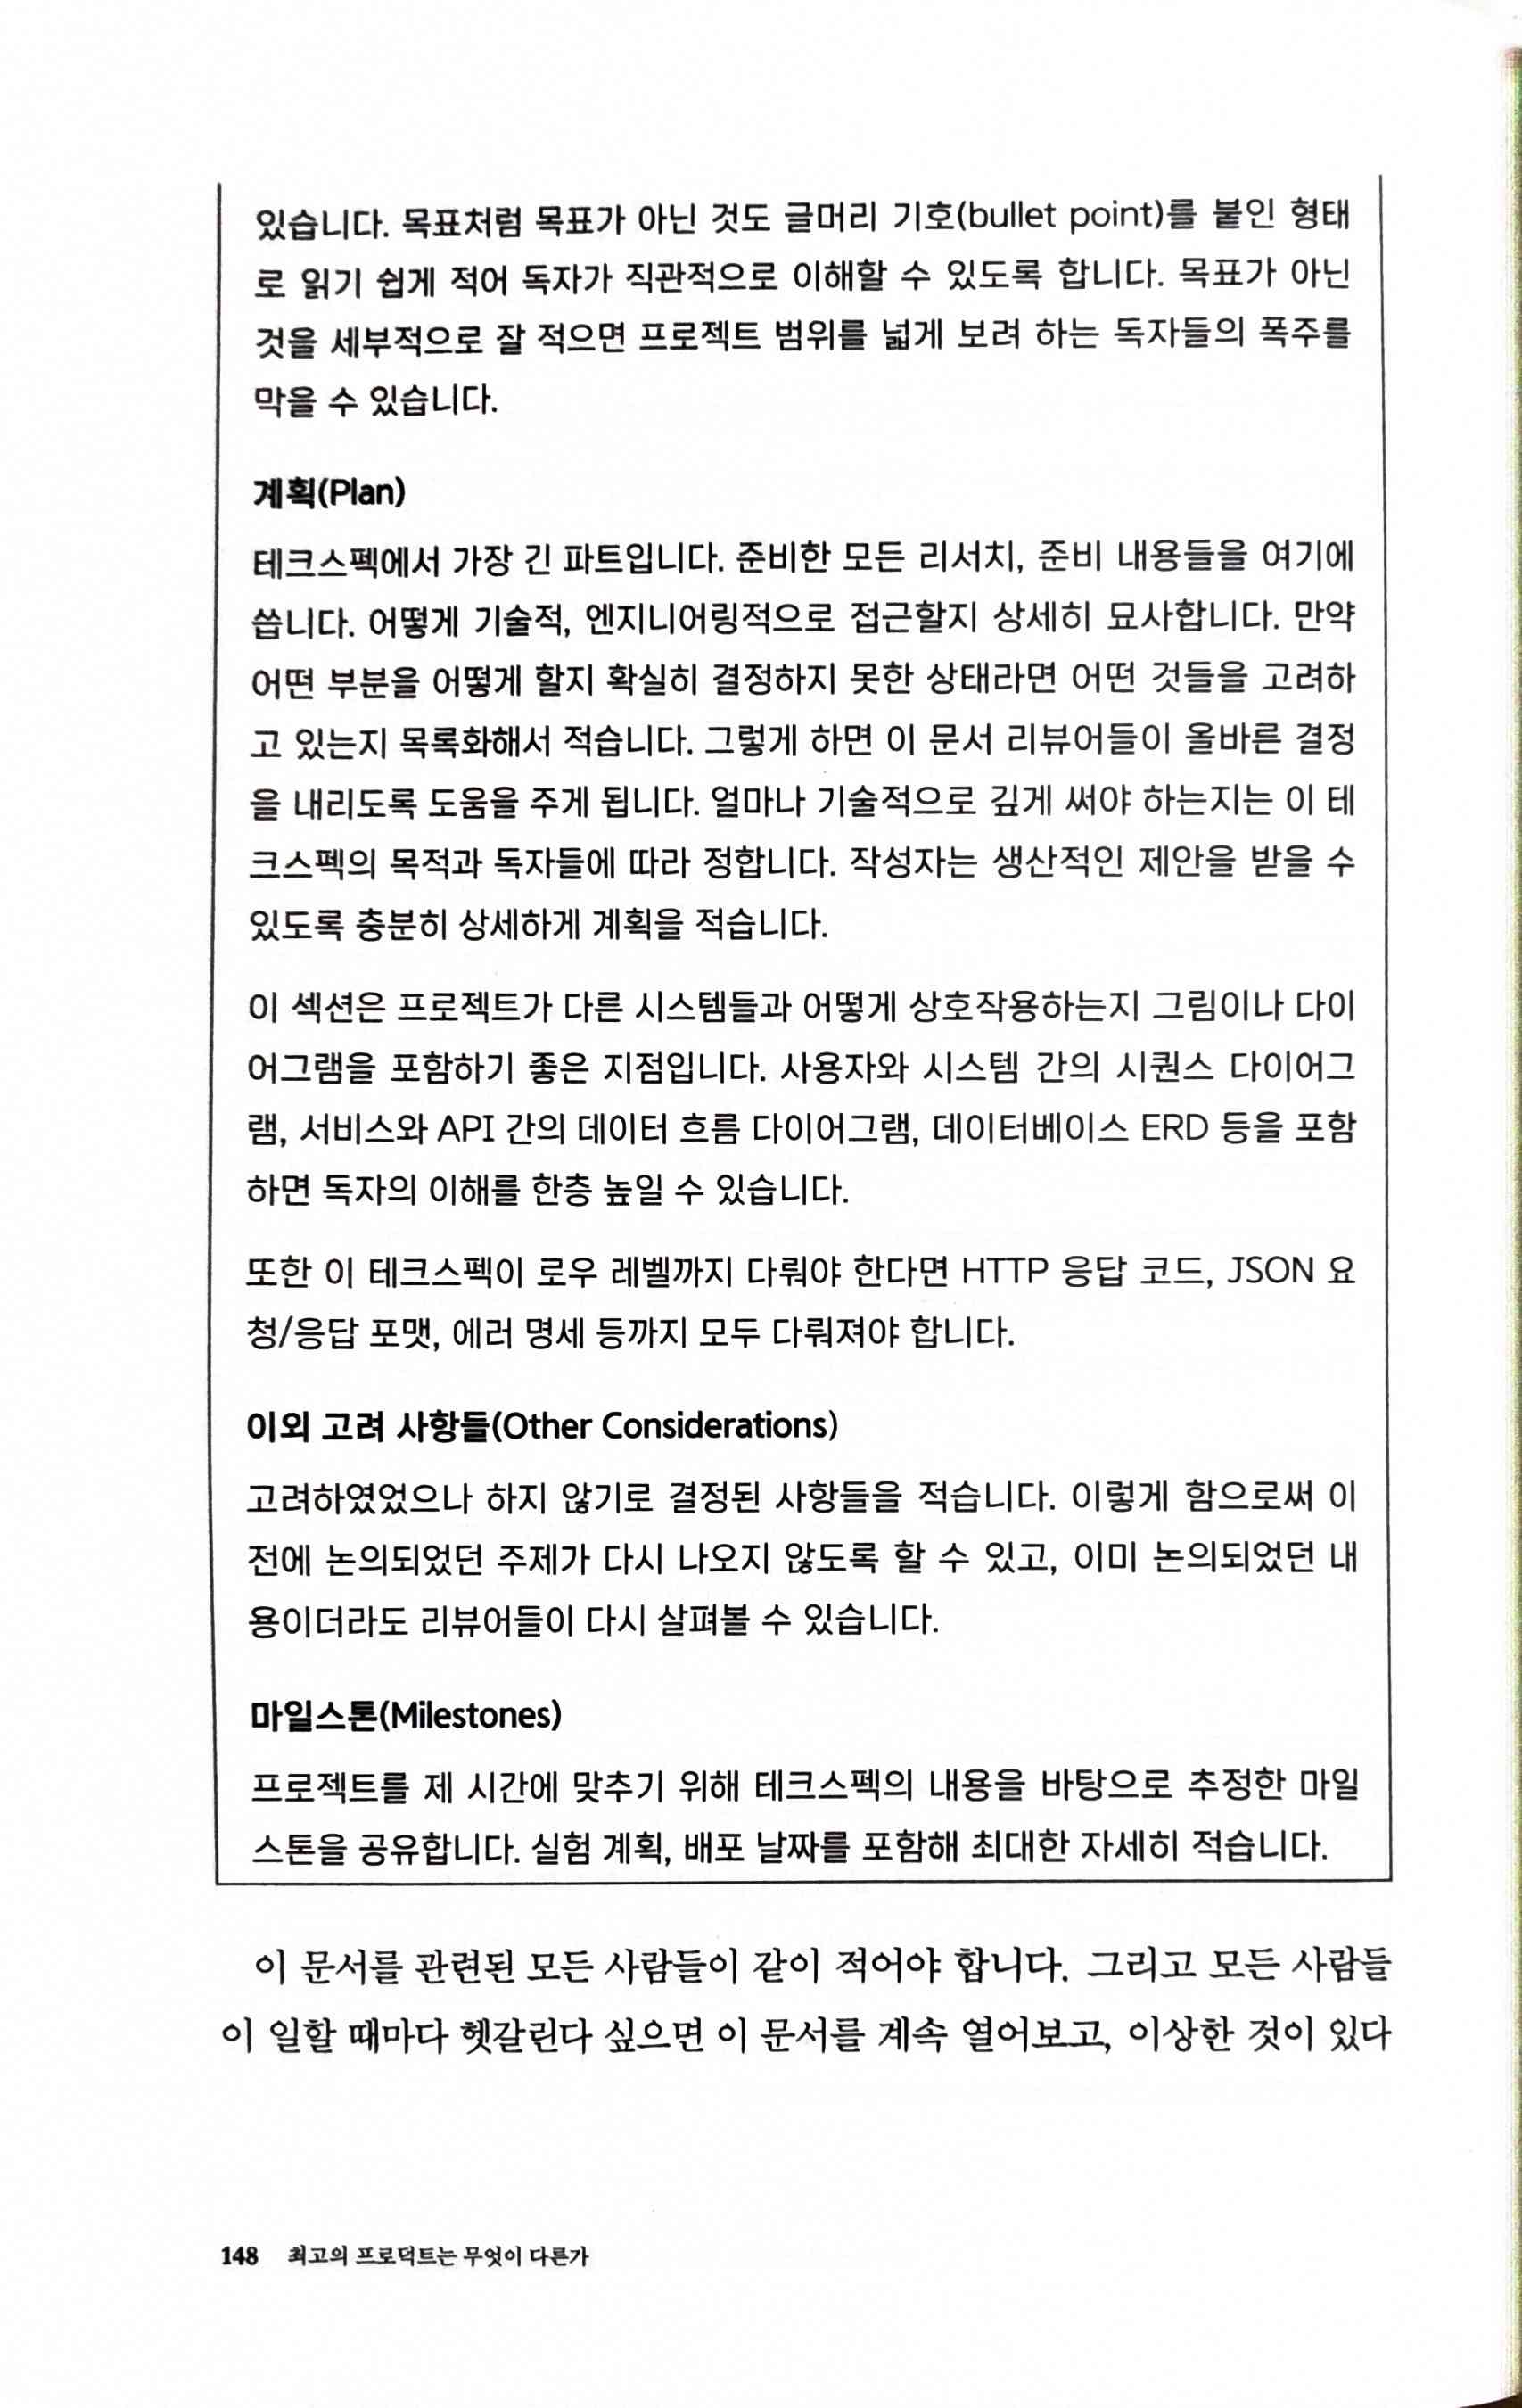 있습니다. 목표처럼 목표가 아닌 것도 글머리 기호(bullet point)를 붙인 형태
로 읽기 쉽게 적어 독자가 직관적으로 이해할 수 있도록 합니다. 목표가 아닌
것을 세부적으로 잘 적으면 프로젝트 범위를 넓게 보려 하는 독자들의 폭주를
막을 수 있습니다.
계획(Plan)
테크스펙에서 가장 긴 파트입니다. 준비한 모든 리서치, 준비 내용들을 여기에
씁니다. 어떻게 기술적, 엔지니어링적으로 접근할지 상세히 묘사합니다. 만약
어떤 부분을 어떻게 할지 확실히 결정하지 못한 상태라면 어떤 것들을 고려하
고 있는지 목록화해서 적습니다. 그렇게 하면 이 문서 리뷰어들이 올바른 결정
을 내리도록 도움을 주게 됩니다. 얼마나 기술적으로 깊게 써야 하는지는 이 테
크스펙의 목적과 독자들에 따라 정합니다. 작성자는 생산적인 제안을 받을 수
있도록 충분히 상세하게 계획을 적습니다.
이 섹션은 프로젝트가 다른 시스템들과 어떻게 상호작용하는지 그림이나 다이
어그램을 포함하기 좋은 지점입니다. 사용자와 시스템 간의 시퀀스 다이어그
램, 서비스와 API 간의 데이터 흐름 다이어그램, 데이터베이스 ERD 등을 포함
하면 독자의 이해를 한층 높일 수 있습니다.
또한 이 테크스펙이 로우 레벨까지 다뤄야 한다면 HTTP 응답 코드, JSON 요
청/응답 포맷, 에러 명세 등까지 모두 다뤄져야 합니다.
이외 고려 사항들(Other Considerations)
고려하였었으나 하지 않기로 결정된 사항들을 적습니다. 이렇게 함으로써 이
전에 논의되었던 주제가 다시 나오지 않도록 할 수 있고, 이미 논의되었던 내
용이더라도 리뷰어들이 다시 살펴볼 수 있습니다.
마일스톤(Milestones)
프로젝트를 제 시간에 맞추기 위해 테크스펙의 내용을 바탕으로 추정한 마일
스톤을 공유합니다. 실험 계획, 배포 날짜를 포함해 최대한 자세히 적습니다.
이 문서를 관련된 모든 사람들이 같이 적어야 합니다. 그리고 모든 사람들
이 일할 때마다 헷갈린다 싶으면 이 문서를 계속 열어보고, 이상한 것이 있다
148 최고의 프로덕트는 무엇이 다른가